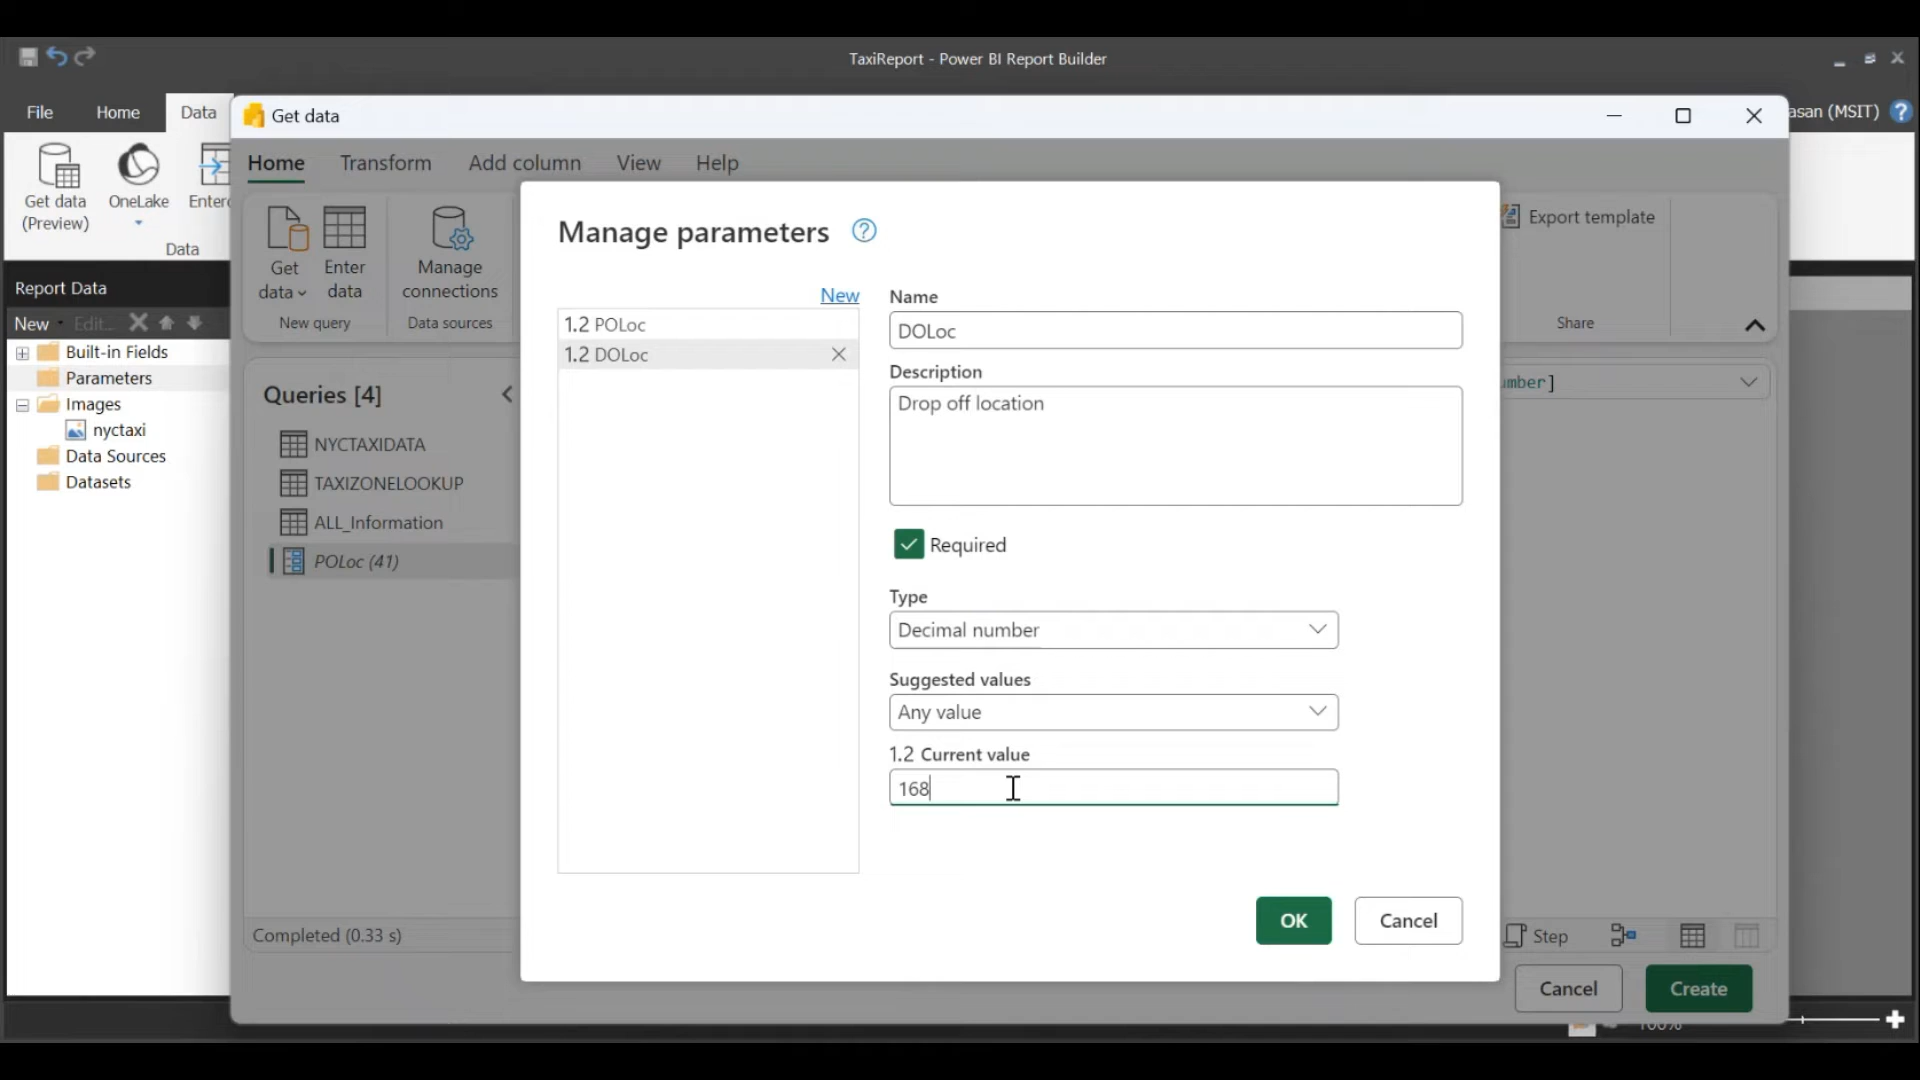 TaxiReport - Power BI Report Builder
File
Home
Data
asan (MSIT)
?
Get data
(Preview)
OneLake
Enter
Data
Report Data
New
Edit...
Built-in Fields
Parameters
Images
nyctaxi
Data Sources
Datasets
Get data
Home
Transform
Add column
View
Help
Get
data
Enter
data
New query
Manage
connections
Data sources
Export template
Share
Queries [4]
NYCTAXIDATA
TAXIZONELOOKUP
ALL_Information
POLoc (41)
umber]
Completed (0.33 s)
Step
Cancel
Create
100%
Manage parameters
?
New
1.2 POLoc
1.2 DOLoc
Name
DOLoc
Description
Drop off location
Required
Type
Decimal number
Suggested values
Any value
1.2 Current value
168
OK
Cancel